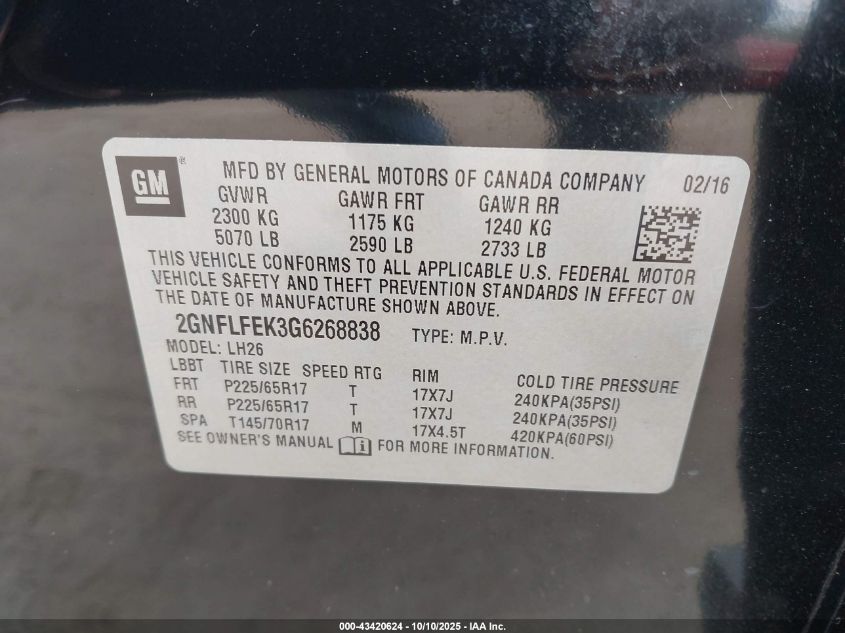 GM ® MFD BY GENERAL MOTORS OF CANADA COMPANY 02/16
GVWR GAWR FRT GAWR RR
2300 KG 1175 KG 1240 KG
5070 LB 2590 LB 2733 LB
THIS VEHICLE CONFORMS TO ALL APPLICABLE U.S. FEDERAL MOTOR
VEHICLE SAFETY AND THEFT PREVENTION STANDARDS IN EFFECT ON
THE DATE OF MANUFACTURE SHOWN ABOVE.
2GNFLFEK3G6268838 TYPE: M.P.V.
MODEL: LH26
LBBT TIRE SIZE SPEED RTG RIM COLD TIRE PRESSURE
FRT P225/65R17 T 17X7J 240KPA(35PSI)
RR P225/65R17 T 17X7J 240KPA(35PSI)
SPA T145/70R17 M 17X4.5T 420KPA(60PSI)
SEE OWNER'S MANUAL FOR MORE INFORMATION.
000-43420624 - 10/10/2025 - IAA Inc.